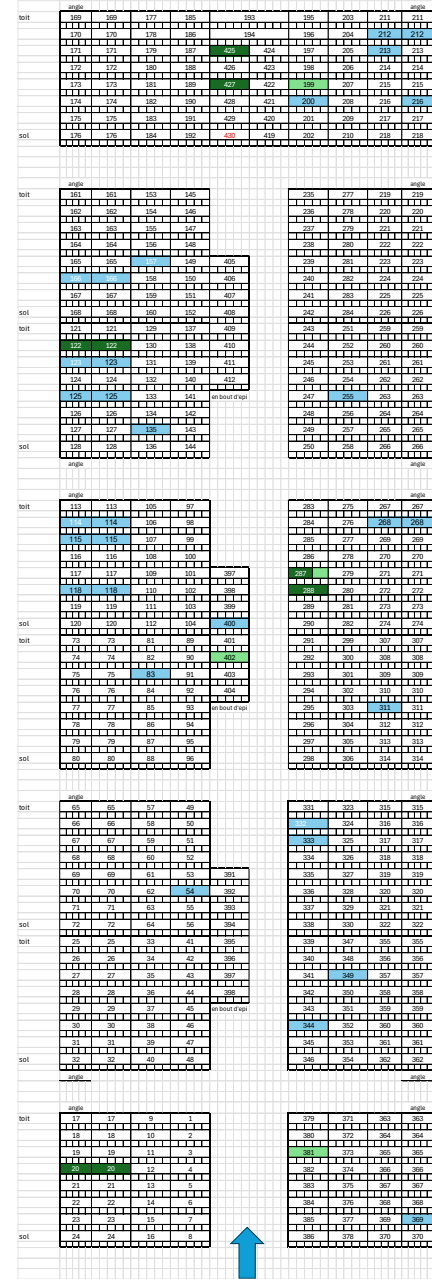 angle angle
toit 169 169 177 185 193 195 203 211 211
170 170 178 186 194 196 204 212 212
171 171 179 187 425 424 197 205 213 213
172 172 180 188 426 423 198 206 214 214
173 173 181 189 427 422 199 207 215 215
174 174 182 190 428 421 200 208 216 216
175 175 183 191 429 420 201 209 217 217
sol 176 176 184 192 430 419 202 210 218 218
angle angle
toit 161 161 153 145 235 277 219 219
162 162 154 146 236 278 220 220
163 163 155 147 237 279 221 221
164 164 156 148 238 280 222 222
165 165 157 149 405 239 281 223 223
166 166 158 150 406 240 282 224 224
167 167 159 151 407 241 283 225 225
sol 168 168 160 152 408 242 284 226 226
toit 121 121 129 137 409 243 251 259 259
122 122 130 138 410 244 252 260 260
123 123 131 139 411 245 253 261 261
124 124 132 140 412 246 254 262 262
125 125 133 141 en bout d'epi 247 255 263 263
126 126 134 142 248 256 264 264
127 127 135 143 249 257 265 265
sol 128 128 136 144 250 258 266 266
angle angle
angle angle
toit 113 113 105 97 283 275 267 267
114 114 106 98 284 276 268 268
115 115 107 99 285 277 269 269
116 116 108 100 286 278 270 270
117 117 109 101 397 287 279 271 271
118 118 110 102 398 288 280 272 272
119 119 111 103 399 289 281 273 273
sol 120 120 112 104 400 290 282 274 274
toit 73 73 81 89 401 291 299 307 307
74 74 82 90 402 292 300 308 308
75 75 83 91 403 293 301 309 309
76 76 84 92 404 294 302 310 310
77 77 85 93 en bout d'epi 295 303 311 311
78 78 86 94 296 304 312 312
79 79 87 95 297 305 313 313
sol 80 80 88 96 298 306 314 314
angle
toit 65 65 57 49 331 323 315 315
66 66 58 50 332 324 316 316
67 67 59 51 333 325 317 317
68 68 60 52 334 326 318 318
69 69 61 53 391 335 327 319 319
70 70 62 54 392 336 328 320 320
71 71 63 55 393 337 329 321 321
sol 72 72 64 56 394 338 330 322 322
toit 25 25 33 41 395 339 347 355 355
26 26 34 42 396 340 348 356 356
27 27 35 43 397 341 349 357 357
28 28 36 44 398 342 350 358 358
29 29 37 45 en bout d'epi 343 351 359 359
30 30 38 46 344 352 360 360
31 31 39 47 345 353 361 361
sol 32 32 40 48 346 354 362 362
angle angle
angle angle
toit 17 17 9 1 379 371 363 363
18 18 10 2 380 372 364 364
19 19 11 3 381 373 365 365
20 20 12 4 382 374 366 366
21 21 13 5 383 375 367 367
22 22 14 6 384 376 368 368
23 23 15 7 385 377 369 369
sol 24 24 16 8 386 378 370 370